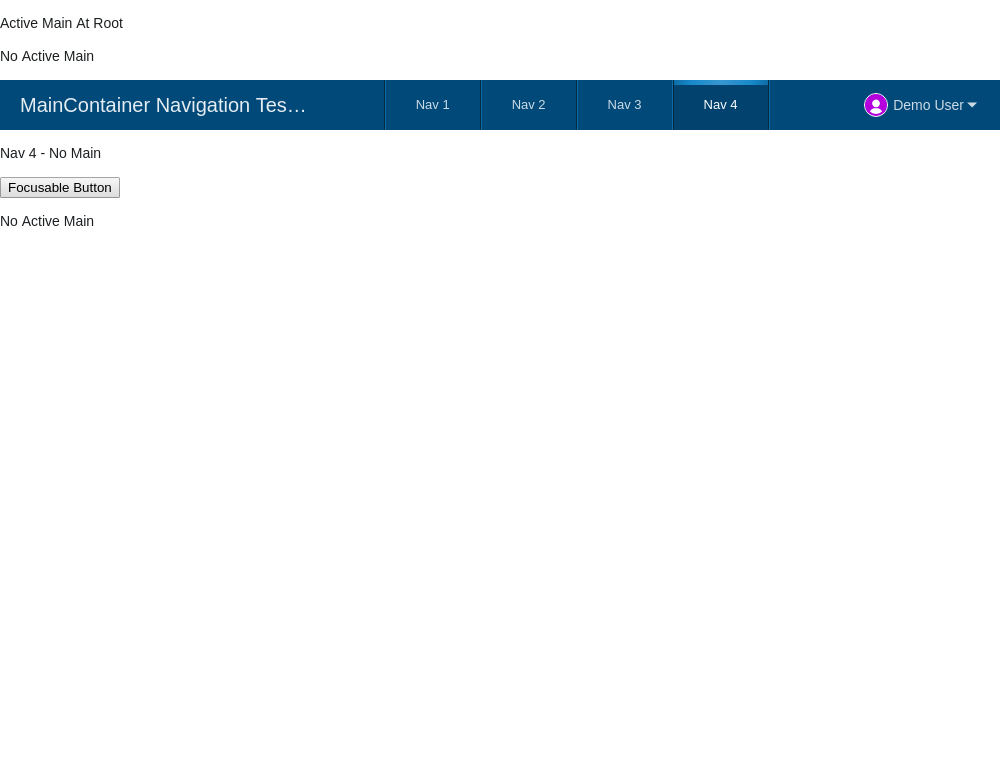 Active Main At Root
No Active Main
MainContainer Navigation Tes…
Nav 1
Nav 2
Nav 3
Nav 4
Demo User
Nav 4 - No Main
Focusable Button
No Active Main